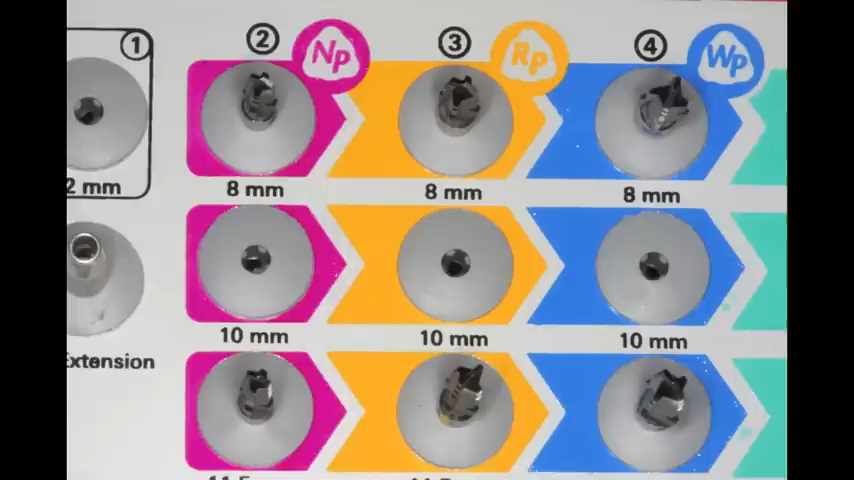 ① ② Np ③ Rp ④ Wp
2 mm 8 mm 8 mm 8 mm
10 mm 10 mm 10 mm
Extension